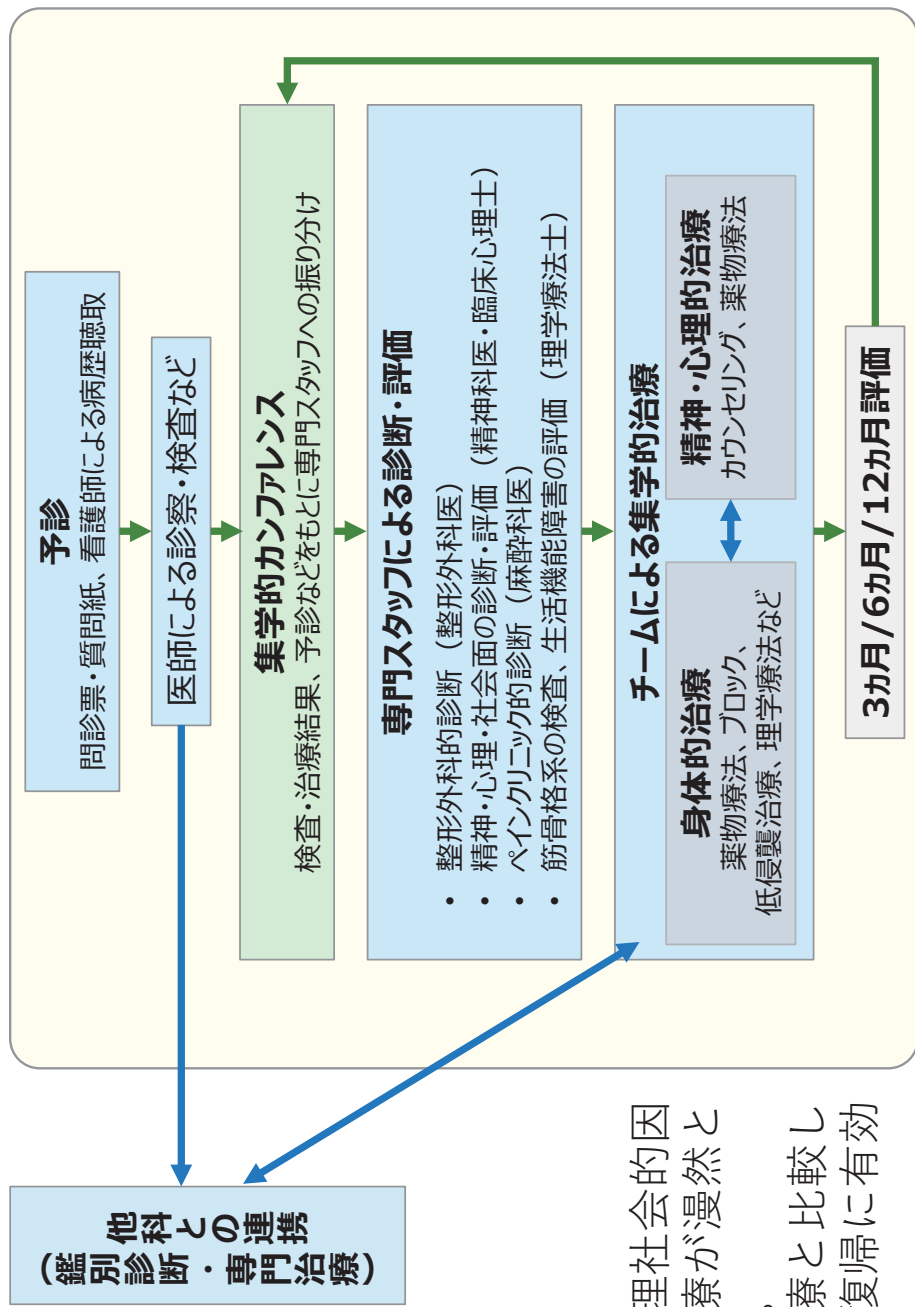 予診
問診票・質問紙、看護師による病歴聴取
医師による診察・検査など
集学的カンファレンス
検査・治療結果、予診などをもとに専門スタッフへの振り分け
専門スタッフによる診断・評価
・ 整形外科的診断（整形外科医）
・ 精神・心理・社会面の診断・評価（精神科医・臨床心理士）
・ ペインクリニック的診断（麻酔科医）
・ 筋骨格系の検査、生活機能障害の評価（理学療法士）
チームによる集学的治療
身体的治療
薬物療法、ブロック、
低侵襲治療、理学療法など
精神・心理的治療
カウンセリング、薬物療法
3カ月/6カ月/12カ月評価
他科との連携
（鑑別診断・専門治療）
理社会的因
療が漫然と
。
療と比較し
復帰に有効